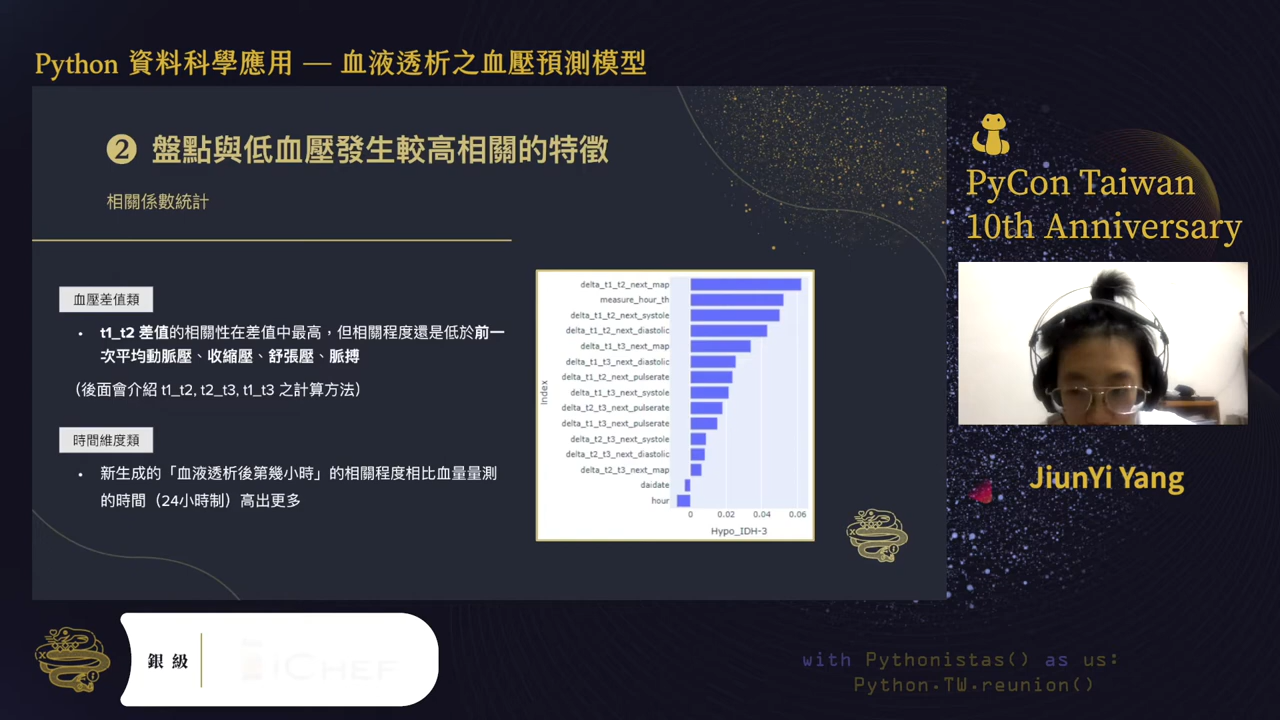 Python 資料科學應用 — 血液透析之血壓預測模型
❷ 盤點與低血壓發生較高相關的特徵
相關係數統計
血壓差值類
• t1_t2 差值的相關性在差值中最高，但相關程度還是低於前一
次平均動脈壓、收縮壓、舒張壓、脈搏
（後面會介紹 t1_t2, t2_t3, t1_t3 之計算方法）
時間維度類
• 新生成的「血液透析後第幾小時」的相關程度相比血量量測
的時間（24小時制）高出更多
Index
delta_t1_t2_next_map
measure_hour_th
delta_t1_t2_next_systole
delta_t1_t2_next_diastolic
delta_t1_t3_next_map
delta_t1_t3_next_diastolic
delta_t1_t2_next_pulserate
delta_t1_t3_next_systole
delta_t2_t3_next_pulserate
delta_t1_t3_next_pulserate
delta_t2_t3_next_systole
delta_t2_t3_next_diastolic
delta_t2_t3_next_map
da:date
hour
0 0.02 0.04 0.06
Hypo_IDH-3
PyCon Taiwan
10th Anniversary
JiunYi Yang
銀級
iCHEF
with Pythonistas() as us:
Python.TW.reunion()